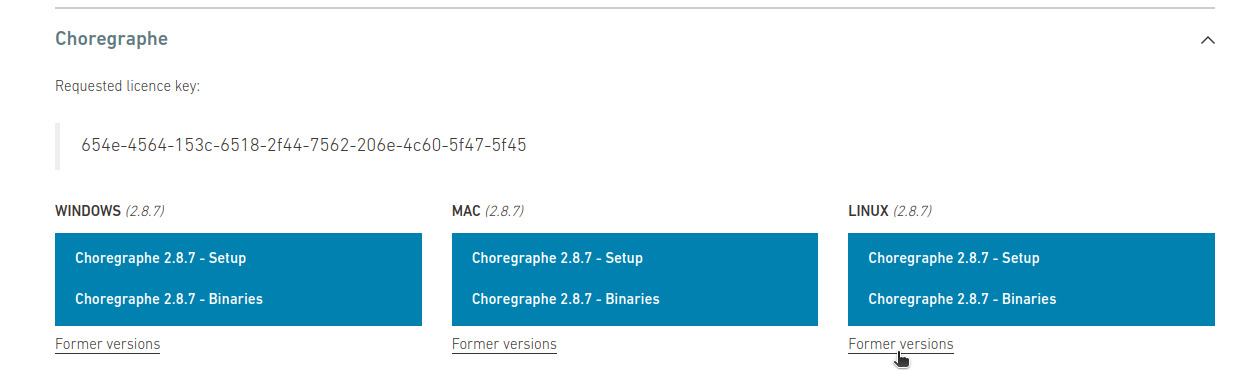 Choregraphe
Requested licence key:
654e-4564-153c-6518-2f44-7562-206e-4c60-5f47-5f45
WINDOWS (2.8.7)
Choregraphe 2.8.7 - Setup
Choregraphe 2.8.7 - Binaries
Former versions
MAC (2.8.7)
Choregraphe 2.8.7 - Setup
Choregraphe 2.8.7 - Binaries
Former versions
LINUX (2.8.7)
Choregraphe 2.8.7 - Setup
Choregraphe 2.8.7 - Binaries
Former versions